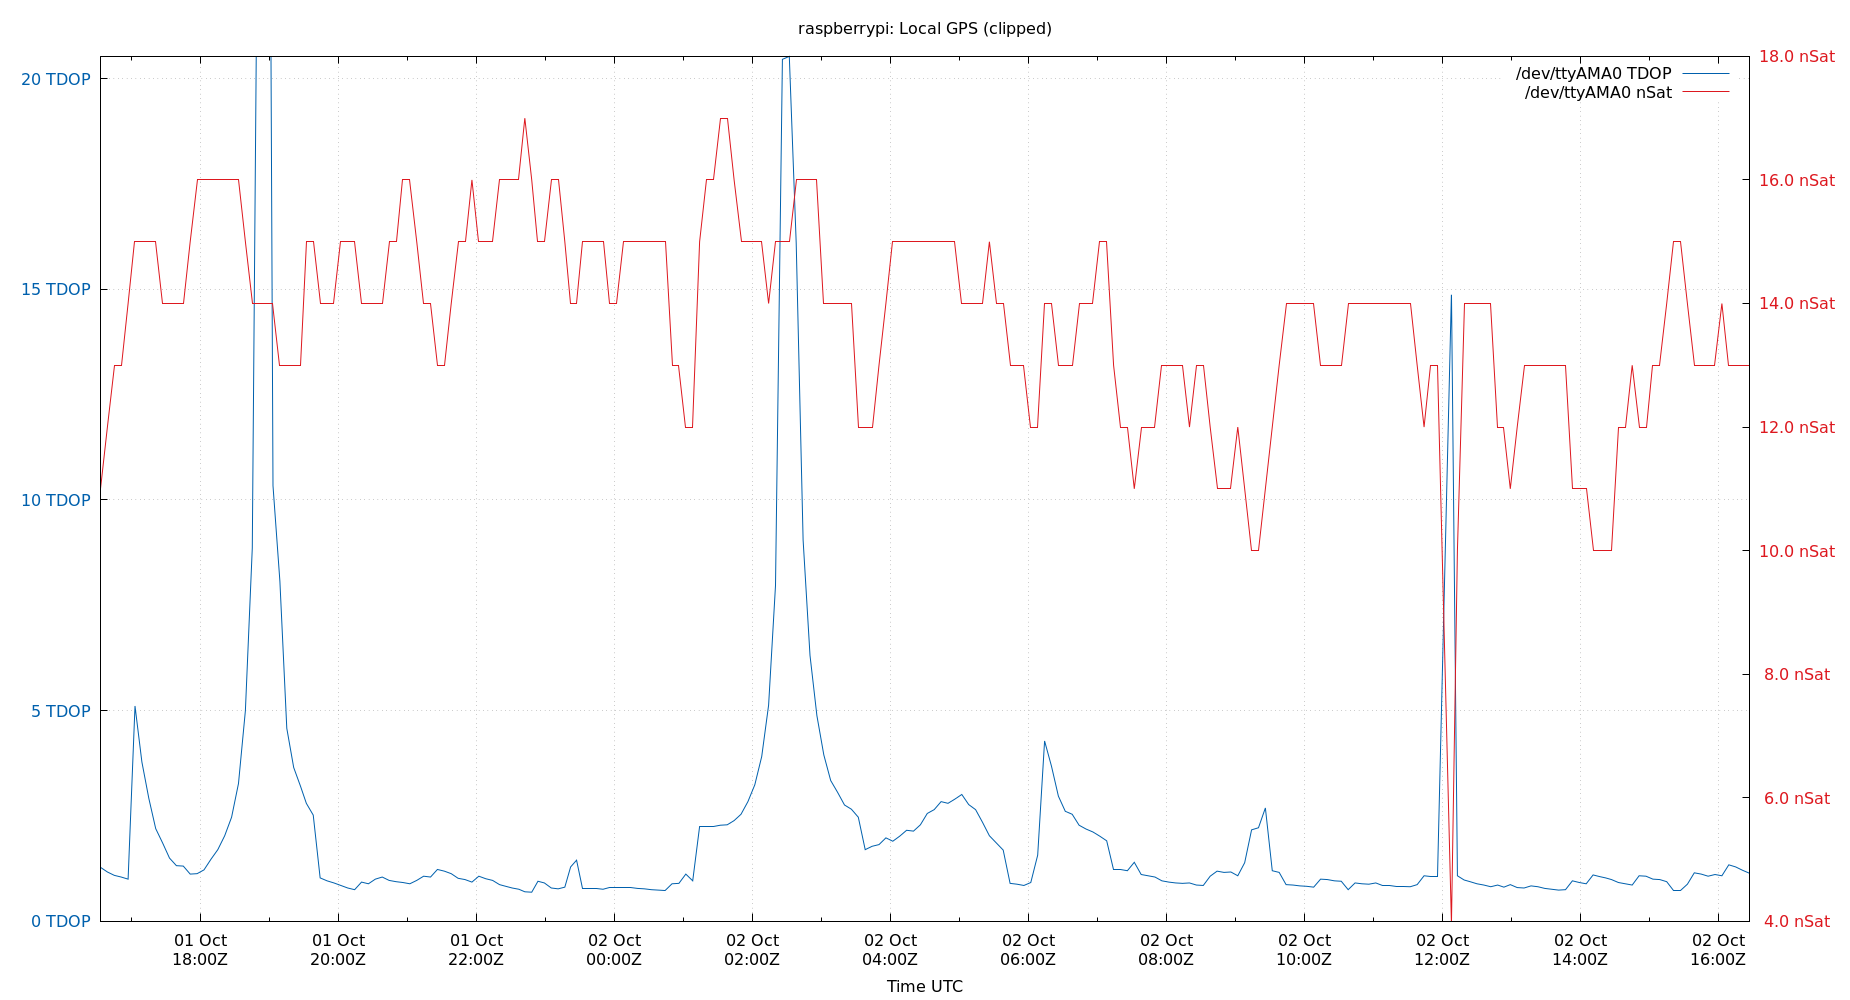 raspberrypi: Local GPS (clipped)
/dev/ttyAMA0 TDOP
/dev/ttyAMA0 nSat
20 TDOP
15 TDOP
10 TDOP
5 TDOP
0 TDOP
18.0 nSat
16.0 nSat
14.0 nSat
12.0 nSat
10.0 nSat
8.0 nSat
6.0 nSat
4.0 nSat
01 Oct
18:00Z
01 Oct
20:00Z
01 Oct
22:00Z
02 Oct
00:00Z
02 Oct
02:00Z
02 Oct
04:00Z
02 Oct
06:00Z
02 Oct
08:00Z
02 Oct
10:00Z
02 Oct
12:00Z
02 Oct
14:00Z
02 Oct
16:00Z
Time UTC